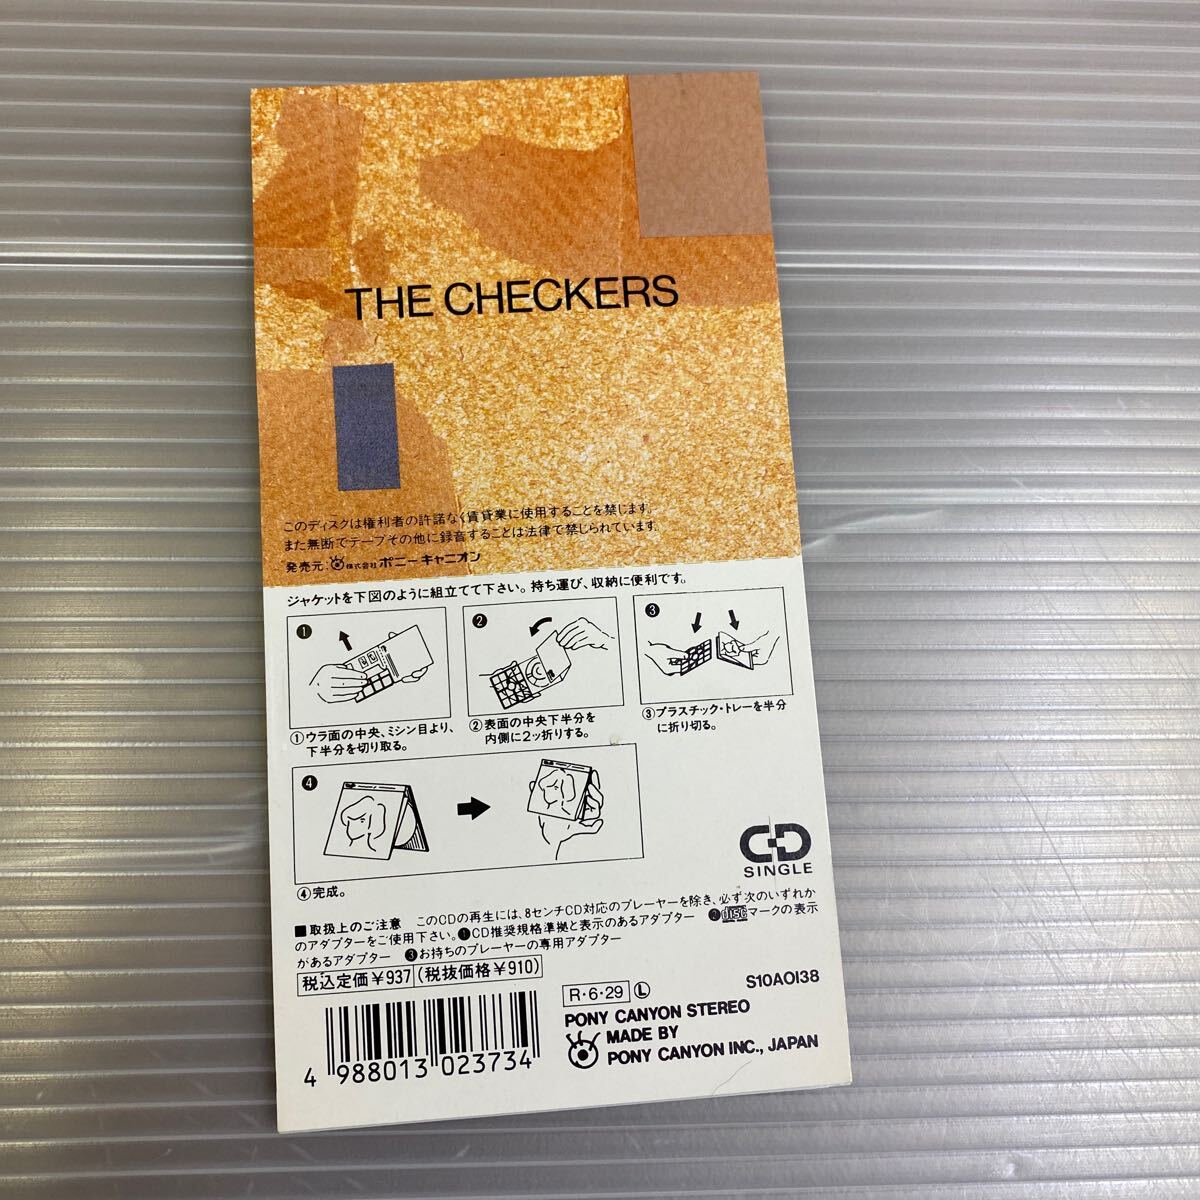 THE CHECKERS
このディスクは権利者の許諾なく賃貸業に使用することを禁じます。
また無断でテープその他に録音することは法律で禁じられています。
発売元:株式会社ポニーキャニオン
ジャケットを下図のように組立てて下さい。持ち運び、収納に便利です。
❶
❷
❸
①ウラ面の中央、ミシン目より、
下半分を切り取る。
②表面の中央下半分を
内側に2ッ折りする。
③プラスチック・トレーを半分
に折り切る。
❹
④完成。
CD
SINGLE
■取扱上のご注意 このCDの再生には、8センチCD対応のプレーヤーを除き、必ず次のいずれか
のアダプターをご使用下さい。❶CD推奨規格準拠と表示のあるアダプター ❷discマークの表示
があるアダプター ❸お持ちのプレーヤーの専用アダプター
税込定価¥937(税抜価格¥910)
R・6・29 Ⓛ
S10A0138
PONY CANYON STEREO
MADE BY
PONY CANYON INC., JAPAN
4 988013 023734